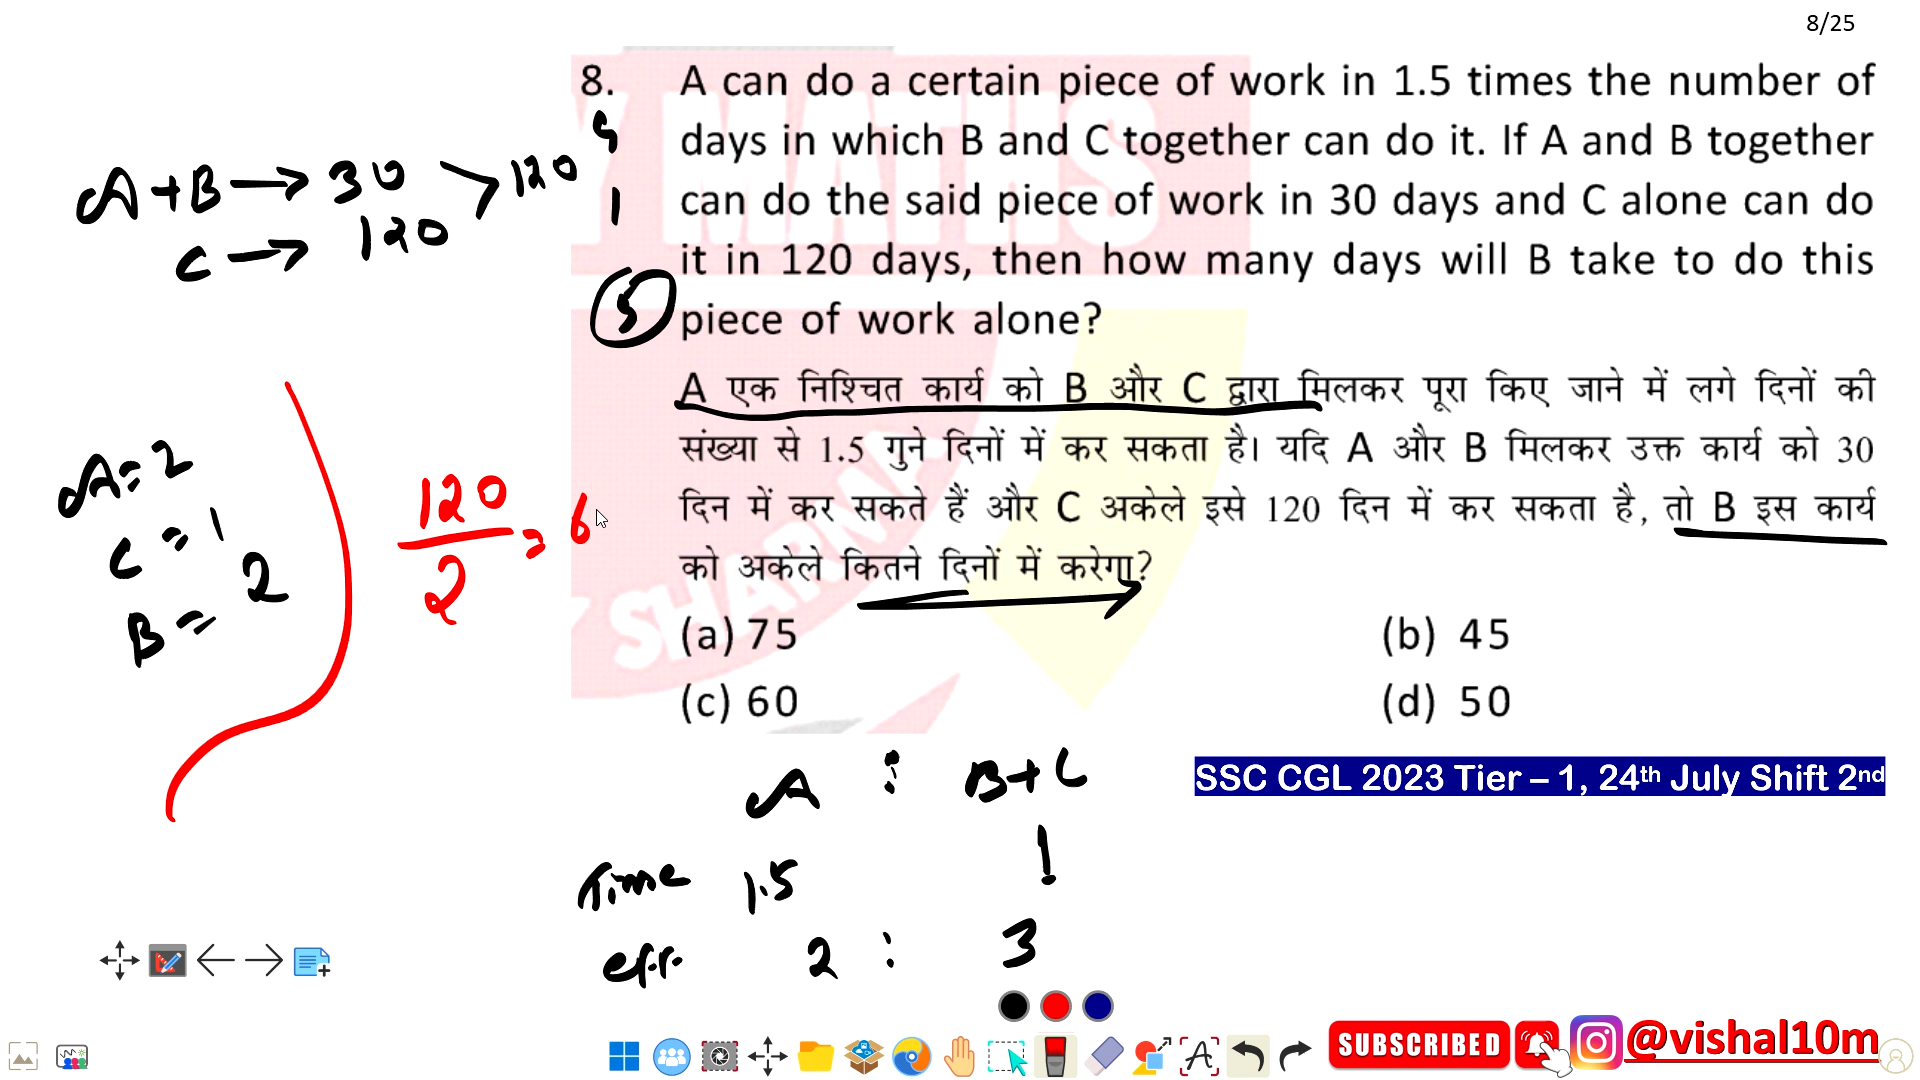 8/25
8. A can do a certain piece of work in 1.5 times the number of
days in which B and C together can do it. If A and B together
can do the said piece of work in 30 days and C alone can do
it in 120 days, then how many days will B take to do this
piece of work alone?
A एक निश्चित कार्य को B और C द्वारा मिलकर पूरा किए जाने में लगे दिनों की
संख्या से 1.5 गुने दिनों में कर सकता है। यदि A और B मिलकर उक्त कार्य को 30
दिन में कर सकते हैं और C अकेले इसे 120 दिन में कर सकता है, तो B इस कार्य
को अकेले कितने दिनों में करेगा?
(a) 75 (b) 45
(c) 60 (d) 50
SSC CGL 2023 Tier – 1, 24th July Shift 2nd
A+B → 30 > 120
C → 120
4
1
5
A = 2
C = 1
B = 2
120/2 = 6
A : B+C
Time 1.5 1
eff. 2 : 3
MATHS
SHARMA
SUBSCRIBED
@vishal10m